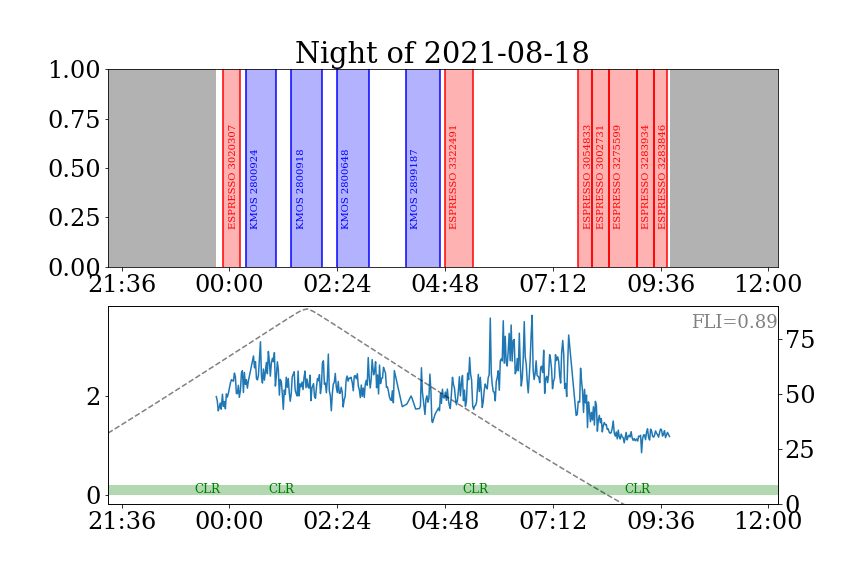 Night of 2021-08-18
1.00
0.75
0.50
0.25
0.00
ESPRESSO 3020307
KMOS 2800924
KMOS 2800918
KMOS 2800648
KMOS 2899187
ESPRESSO 3322491
ESPRESSO 3054833
ESPRESSO 3002731
ESPRESSO 3275599
ESPRESSO 3283934
ESPRESSO 3283846
21:36 00:00 02:24 04:48 07:12 09:36 12:00
FLI=0.89
2
0
75
50
25
0
CLR CLR CLR CLR
21:36 00:00 02:24 04:48 07:12 09:36 12:00